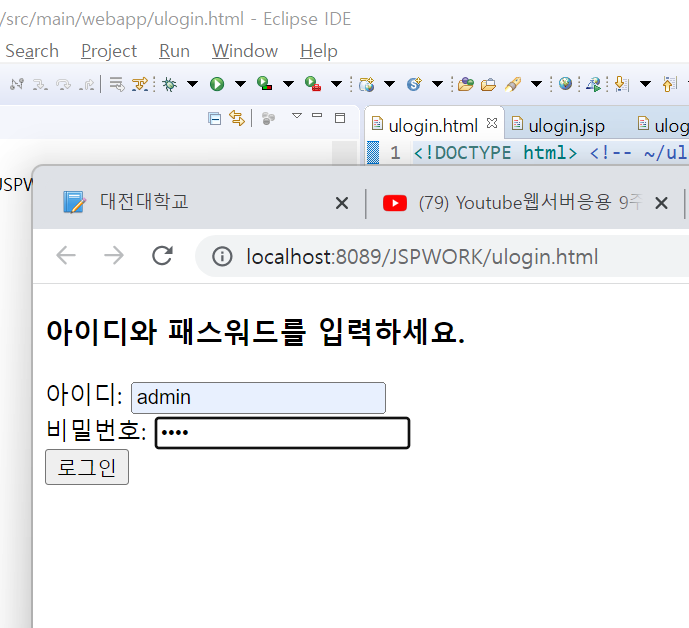 /src/main/webapp/ulogin.html - Eclipse IDE
Search Project Run Window Help
ulogin.html ulogin.jsp ulog
1 <!DOCTYPE html> <!-- ~/ul
JSPW
대전대학교 (79) Youtube웹서버응용 9주
localhost:8089/JSPWORK/ulogin.html
아이디와 패스워드를 입력하세요.
아이디: admin
비밀번호: ••••
로그인